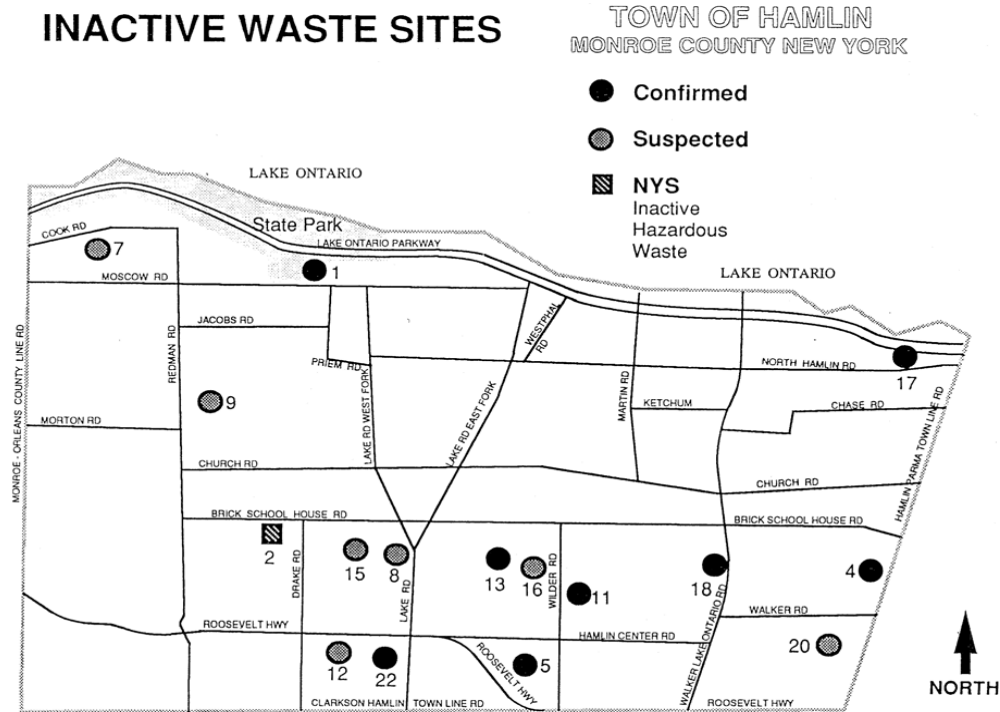 INACTIVE WASTE SITES
TOWN OF HAMLIN
MONROE COUNTY NEW YORK
Confirmed
Suspected
NYS
Inactive
Hazardous
Waste
LAKE ONTARIO
State Park
COOK RD
7
LAKE ONTARIO PARKWAY
1
MOSCOW RD
LAKE ONTARIO
JACOBS RD
WESTPHAL
RD
MONROE - ORLEANS COUNTY LINE RD
REDMAN RD
PRIEM RD
NORTH HAMLIN RD
17
9
LAKE RD WEST FORK
LAKE RD EAST FORK
MARTIN RD
KETCHUM
CHASE RD
MORTON RD
HAMLIN PARMA TOWN LINE RD
CHURCH RD
CHURCH RD
BRICK SCHOOL HOUSE RD
BRICK SCHOOL HOUSE RD
2
DRAKE RD
15
8
LAKE RD
13
16
WILDER RD
11
18
4
WALKER LAKE ONTARIO RD
WALKER RD
ROOSEVELT HWY
HAMLIN CENTER RD
12
22
ROOSEVELT HWY
5
20
CLARKSON HAMLIN TOWN LINE RD
ROOSEVELT HWY
NORTH